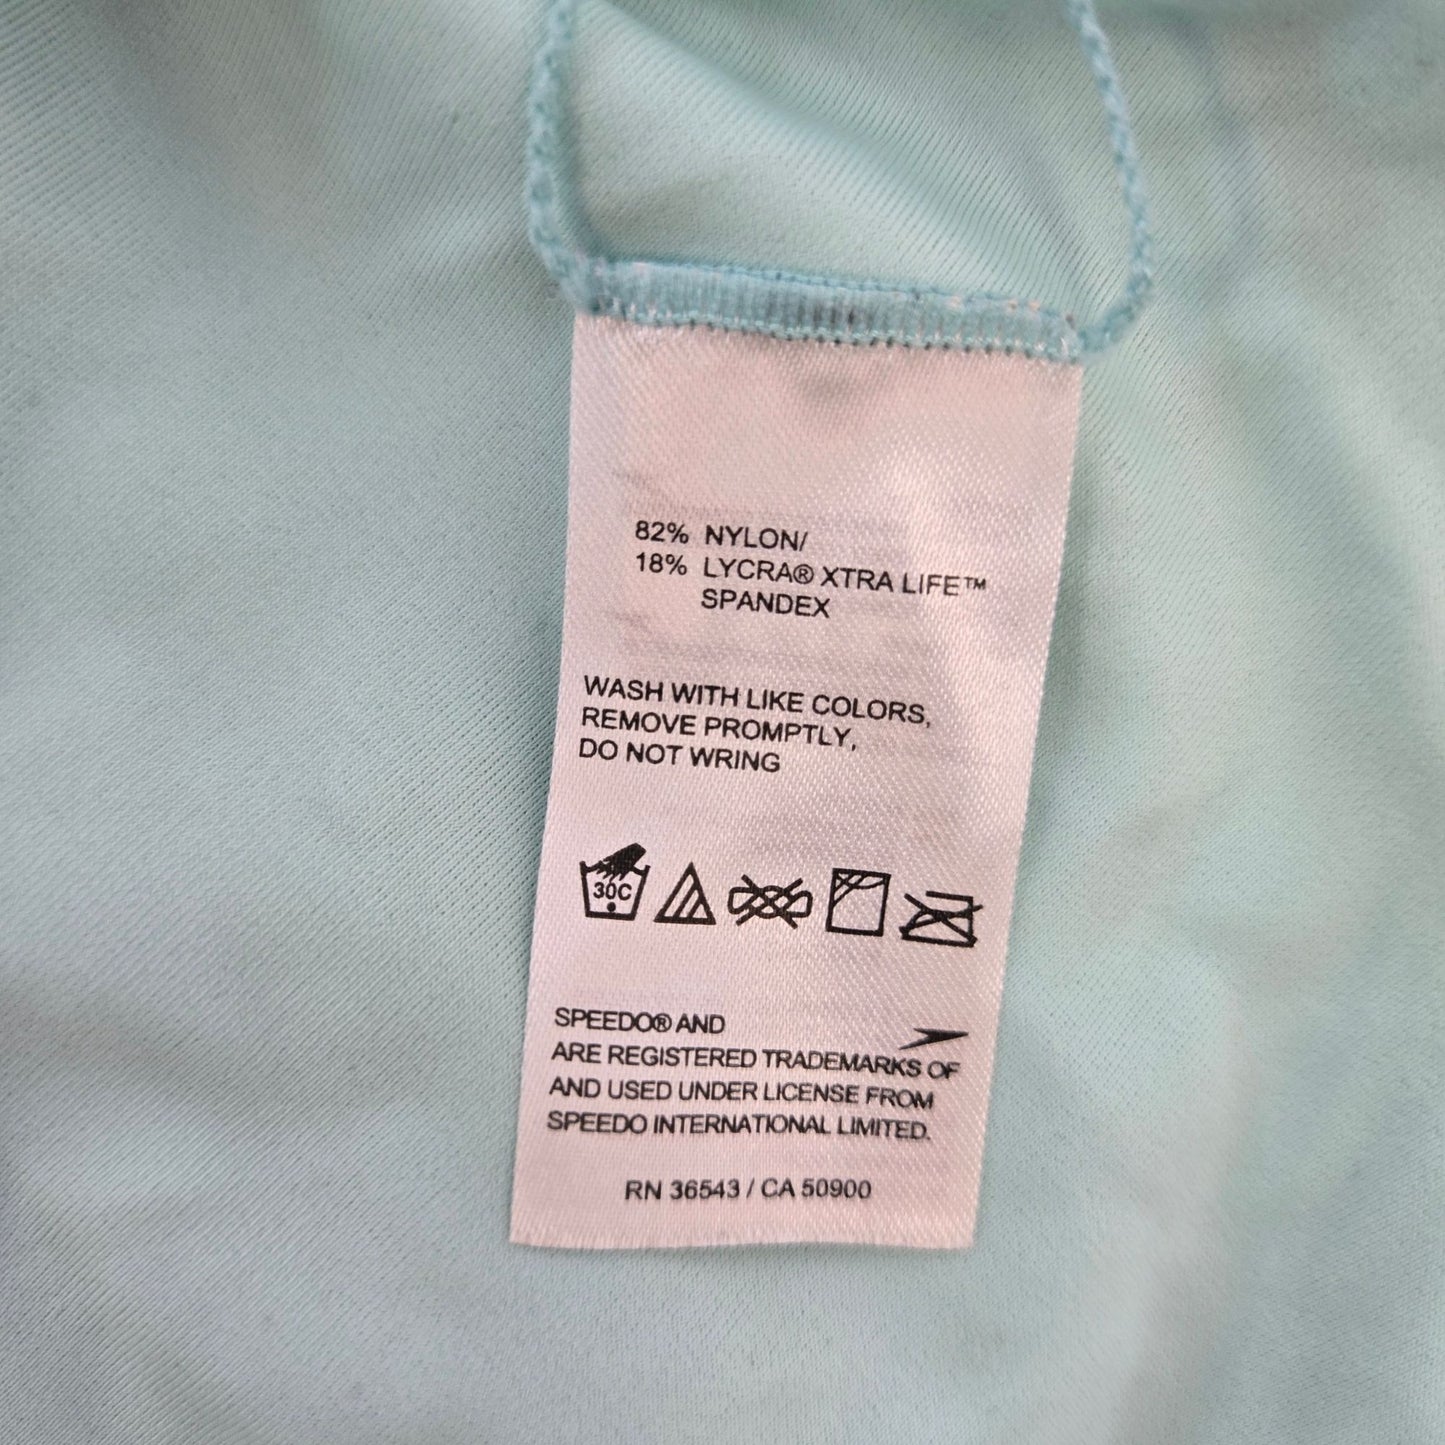 82% NYLON/
18% LYCRA® XTRA LIFE™
SPANDEX
WASH WITH LIKE COLORS,
REMOVE PROMPTLY,
DO NOT WRING
30C
SPEEDO® AND
ARE REGISTERED TRADEMARKS OF
AND USED UNDER LICENSE FROM
SPEEDO INTERNATIONAL LIMITED.
RN 36543 / CA 50900